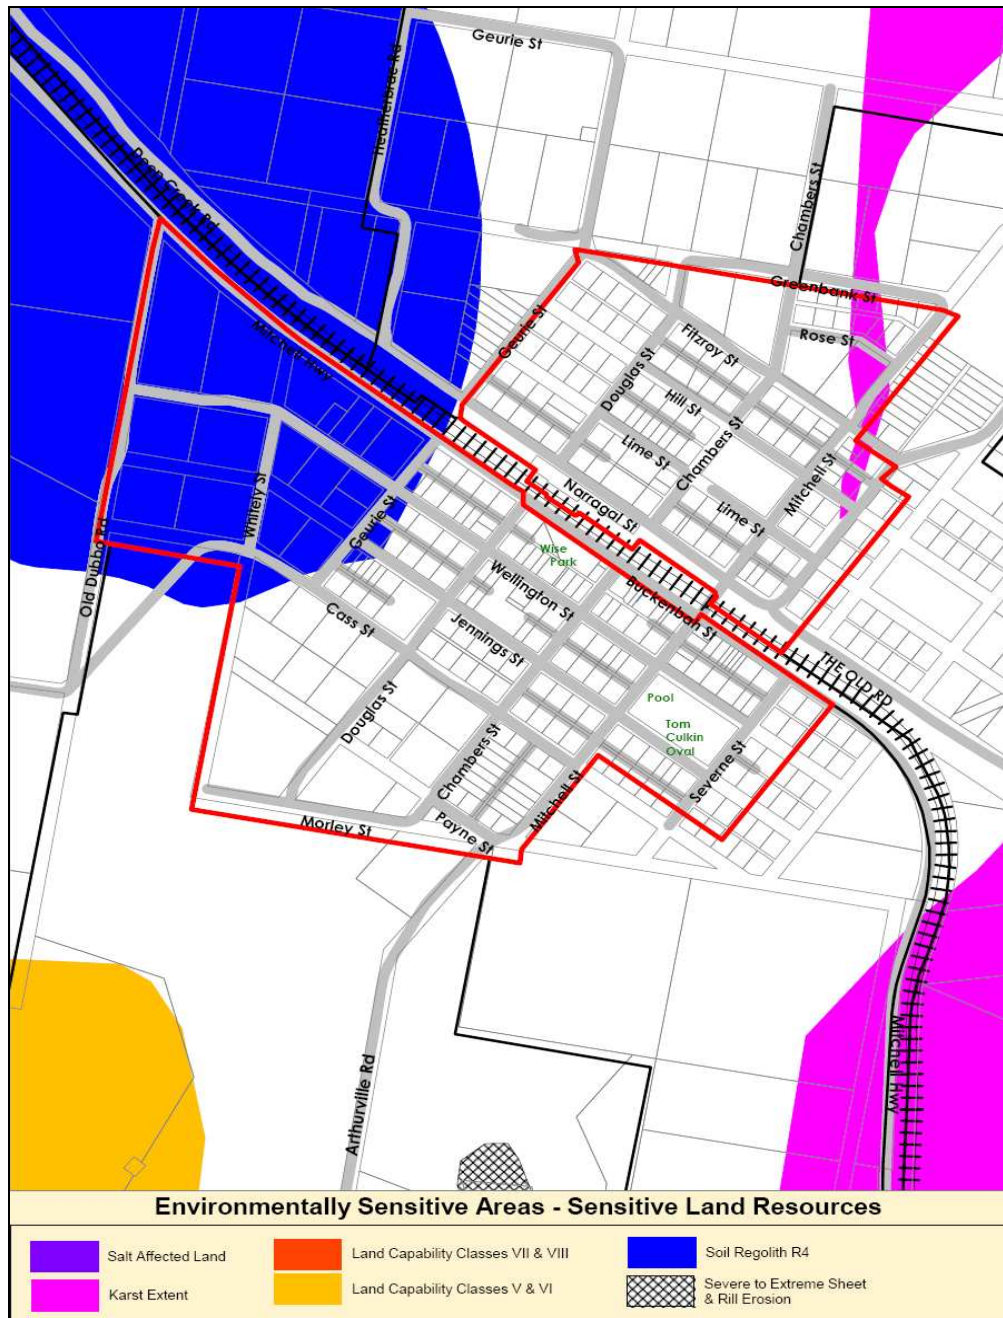 Geurie St
Heatherbrae Rd
Deep Creek Rd
Chambers St
Greenbank St
Rose St
Geurie St
Fitzroy St
Mitchell Hwy
Douglas St
Hill St
Chambers St
Lime St
Mitchell St
Narragal St
Lime St
Whitely St
Geurie St
Old Dubbo Rd
Wise
Park
Wellington St
Buckenbah St
Cass St
Jennings St
THE OLD RD
Pool
Tom
Culkin
Oval
Douglas St
Chambers St
Severne St
Mitchell St
Morley St
Payne St
Arthurville Rd
Mitchell Hwy
Environmentally Sensitive Areas - Sensitive Land Resources
Salt Affected Land
Land Capability Classes VII & VIII
Soil Regolith R4
Karst Extent
Land Capability Classes V & VI
Severe to Extreme Sheet
& Rill Erosion